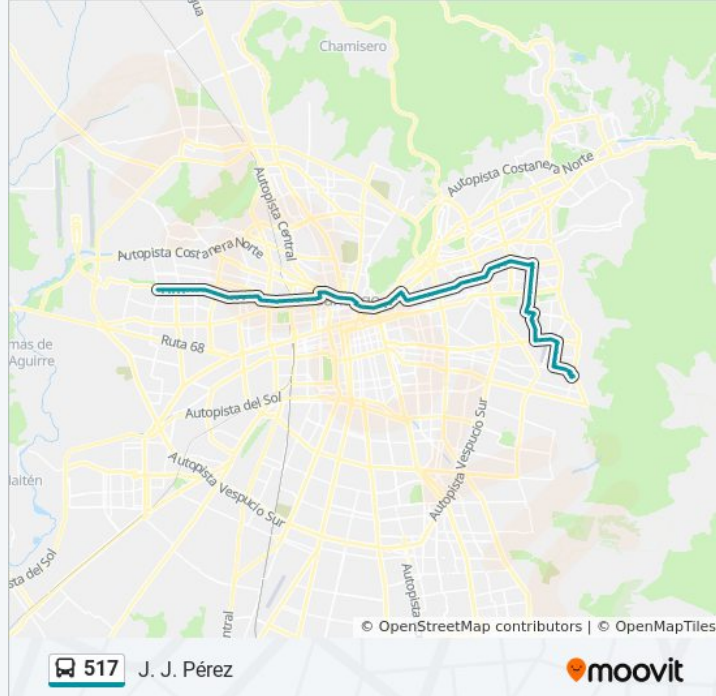 Chamisero
Autopista Costanera Norte
Autopista Central
Autopista Costanera Norte
Ruta 68
más de
Aguirre
Autopista del Sol
Autopista Vespucio Sur
Autopista Vespucio Sur
sta del Sol
Autopista
ntral
© OpenStreetMap contributors | © OpenMapTiles
517 J. J. Pérez
moovit